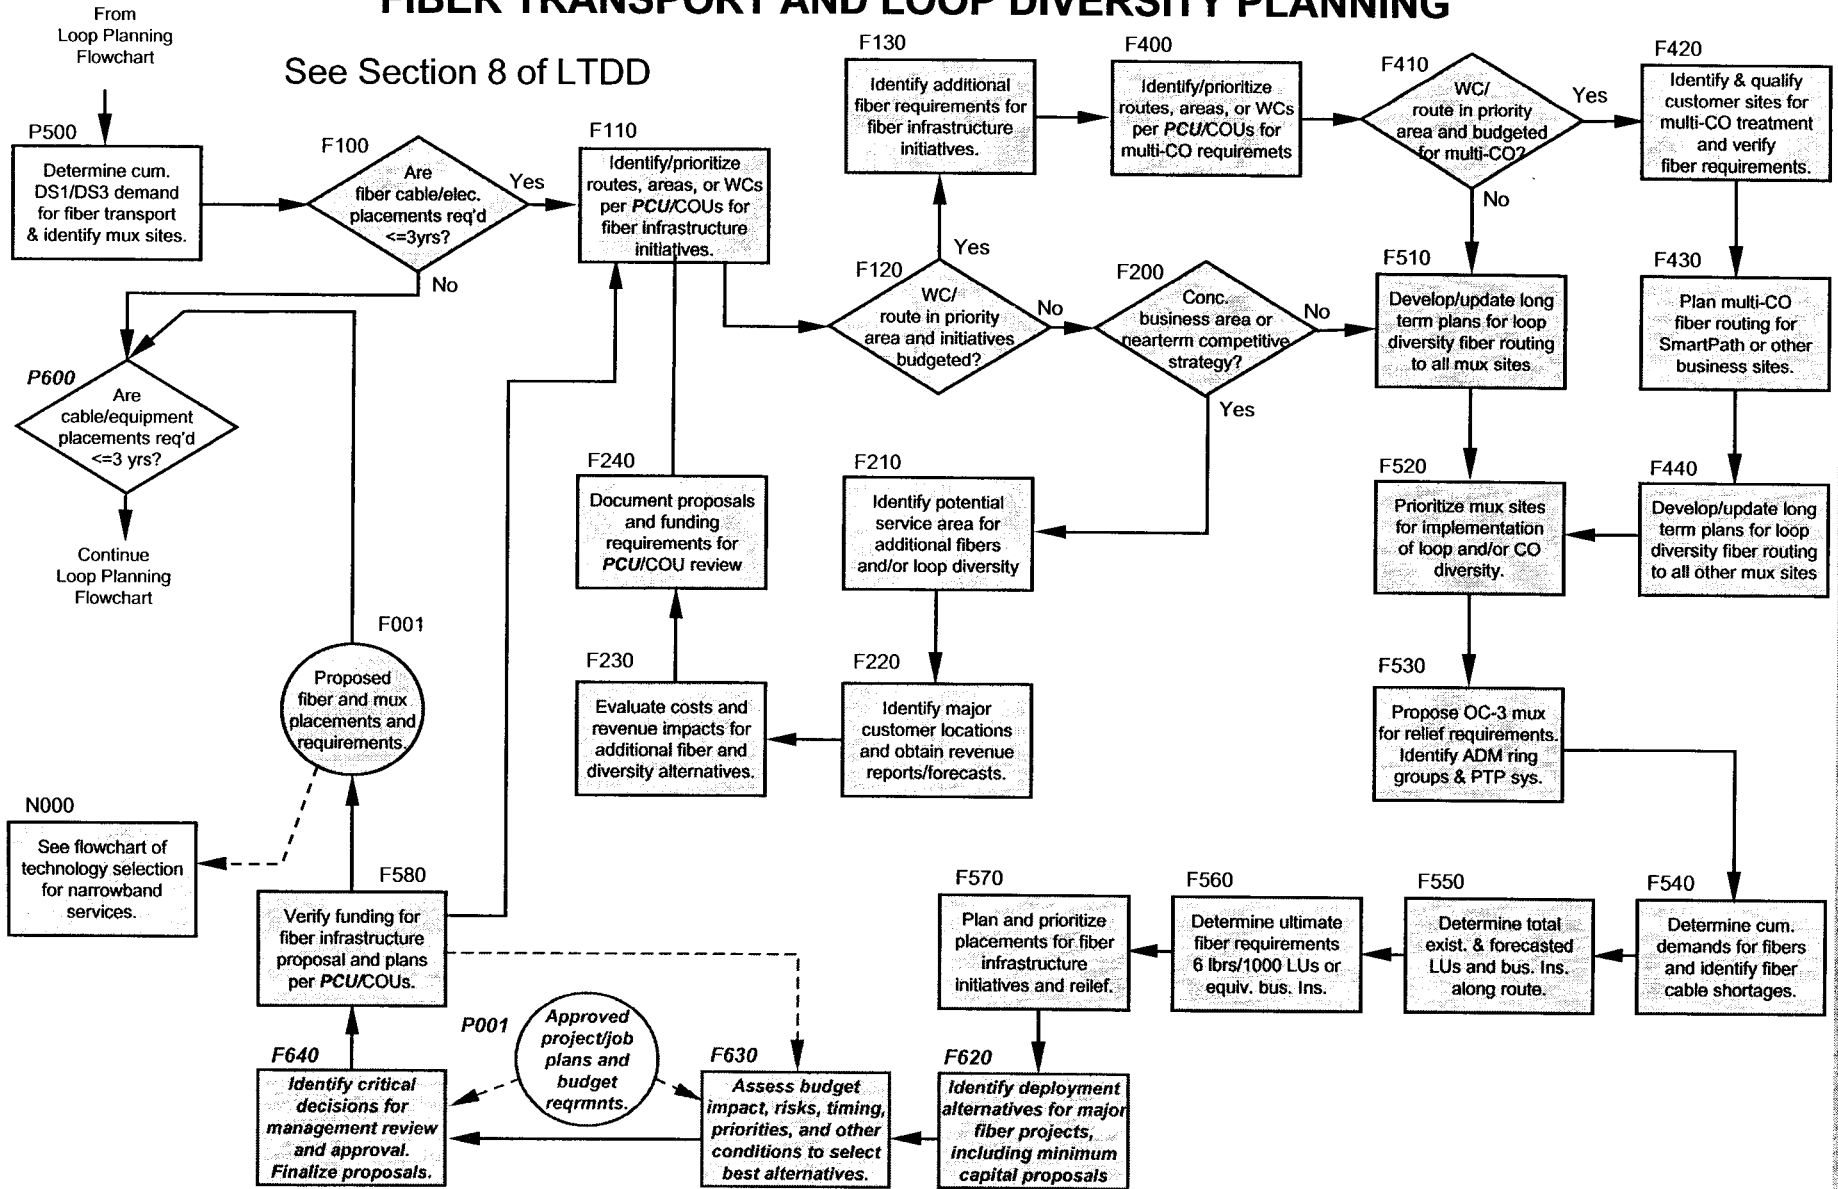 FIBER TRANSPORT AND LOOP DIVERSITY PLANNING
See Section 8 of LTDD
From
Loop Planning
Flowchart
P500
Determine cum.
DS1/DS3 demand
for fiber transport
& identify mux sites.
F100
Are
fiber cable/elec.
placements req'd
<=3yrs?
Yes
No
F110
Identify/prioritize
routes, areas, or WCs
per PCU/COUs for
fiber infrastructure
initiatives.
F120
WC/
route in priority
area and initiatives
budgeted?
Yes
No
F130
Identify additional
fiber requirements for
fiber infrastructure
initiatives.
F400
Identify/prioritize
routes, areas, or WCs
per PCU/COUs for
multi-CO requiremets
F410
WC/
route in priority
area and budgeted
for multi-CO?
Yes
No
F420
Identify & qualify
customer sites for
multi-CO treatment
and verify
fiber requirements.
F200
Conc.
business area or
nearterm competitive
strategy?
No
Yes
F510
Develop/update long
term plans for loop
diversity fiber routing
to all mux sites
F430
Plan multi-CO
fiber routing for
SmartPath or other
business sites.
P600
Are
cable/equipment
placements req'd
<=3 yrs?
Continue
Loop Planning
Flowchart
F240
Document proposals
and funding
requirements for
PCU/COU review
F210
Identify potential
service area for
additional fibers
and/or loop diversity
F520
Prioritize mux sites
for implementation
of loop and/or CO
diversity.
F440
Develop/update long
term plans for loop
diversity fiber routing
to all other mux sites
F001
Proposed
fiber and mux
placements and
requirements.
F230
Evaluate costs and
revenue impacts for
additional fiber and
diversity alternatives.
F220
Identify major
customer locations
and obtain revenue
reports/forecasts.
F530
Propose OC-3 mux
for relief requirements.
Identify ADM ring
groups & PTP sys.
N000
See flowchart of
technology selection
for narrowband
services.
F580
Verify funding for
fiber infrastructure
proposal and plans
per PCU/COUs.
F570
Plan and prioritize
placements for fiber
infrastructure
initiatives and reilef.
F560
Determine ultimate
fiber requirements
6 lbrs/1000 LUs or
equiv. bus. Ins.
F550
Determine total
exist. & forecasted
LUs and bus. Ins.
along route.
F540
Determine cum.
demands for fibers
and identify fiber
cable shortages.
P001
Approved
project/job
plans and
budget
reqrmnts.
F640
Identify critical
decisions for
management review
and approval.
Finalize proposals.
F630
Assess budget
impact, risks, timing,
priorities, and other
conditions to select
best alternatives.
F620
Identify deployment
alternatives for major
fiber projects,
including minimum
capital proposals